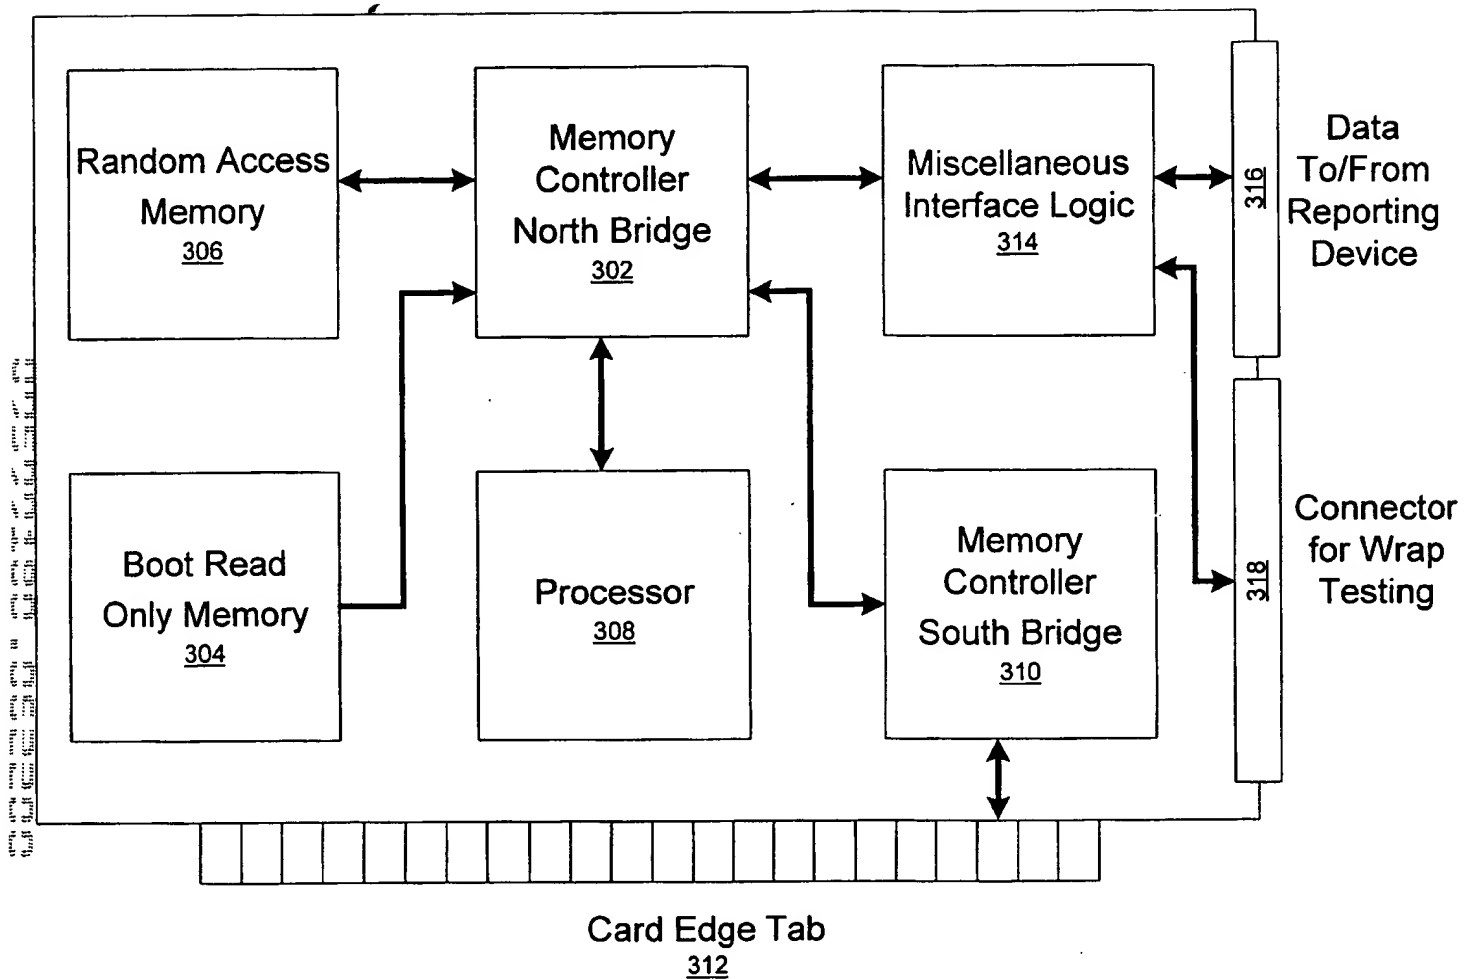 Random Access
Memory
306
Memory
Controller
North Bridge
302
Miscellaneous
Interface Logic
314
316
Data
To/From
Reporting
Device
Boot Read
Only Memory
304
Processor
308
Memory
Controller
South Bridge
310
318
Connector
for Wrap
Testing
Card Edge Tab
312